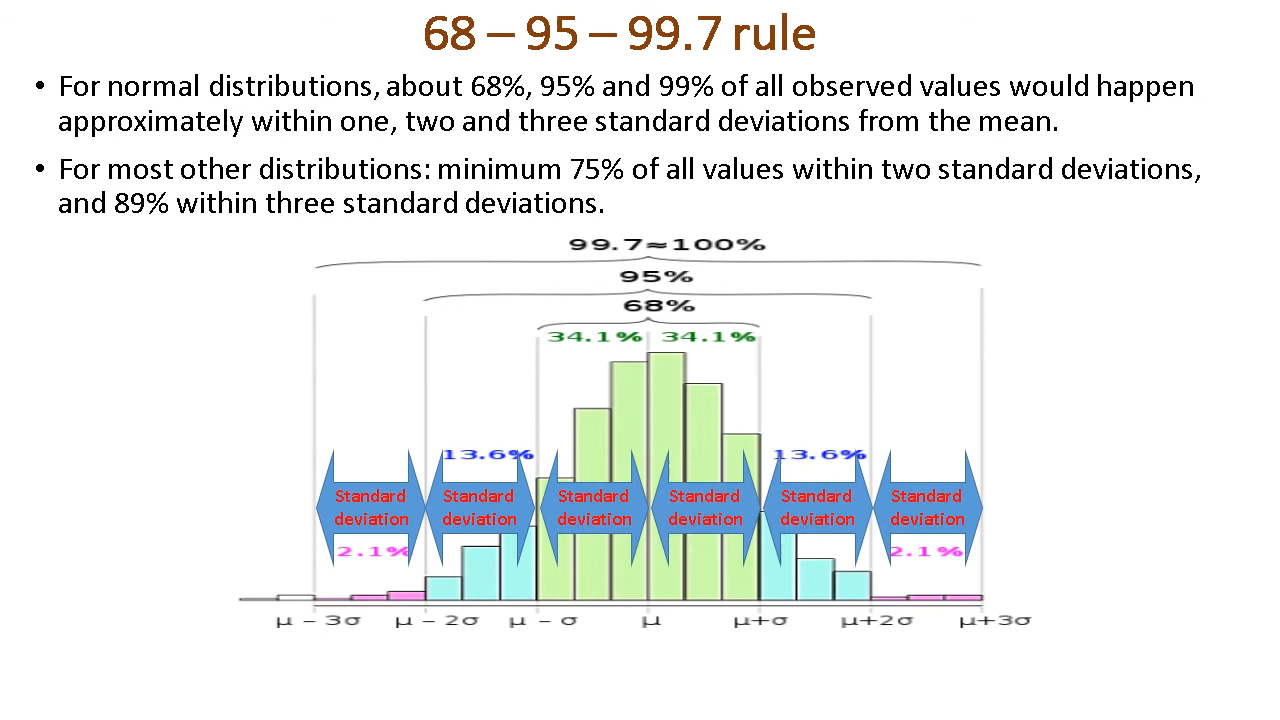 68 – 95 – 99.7 rule
• For normal distributions, about 68%, 95% and 99% of all observed values would happen
approximately within one, two and three standard deviations from the mean.
• For most other distributions: minimum 75% of all values within two standard deviations,
and 89% within three standard deviations.
99.7≈100%
95%
68%
34.1% 34.1%
13.6% 13.6%
Standard Standard Standard Standard Standard Standard
deviation deviation deviation deviation deviation deviation
2.1% 2.1%
μ – 3σ μ – 2σ μ – σ μ μ+σ μ+2σ μ+3σ